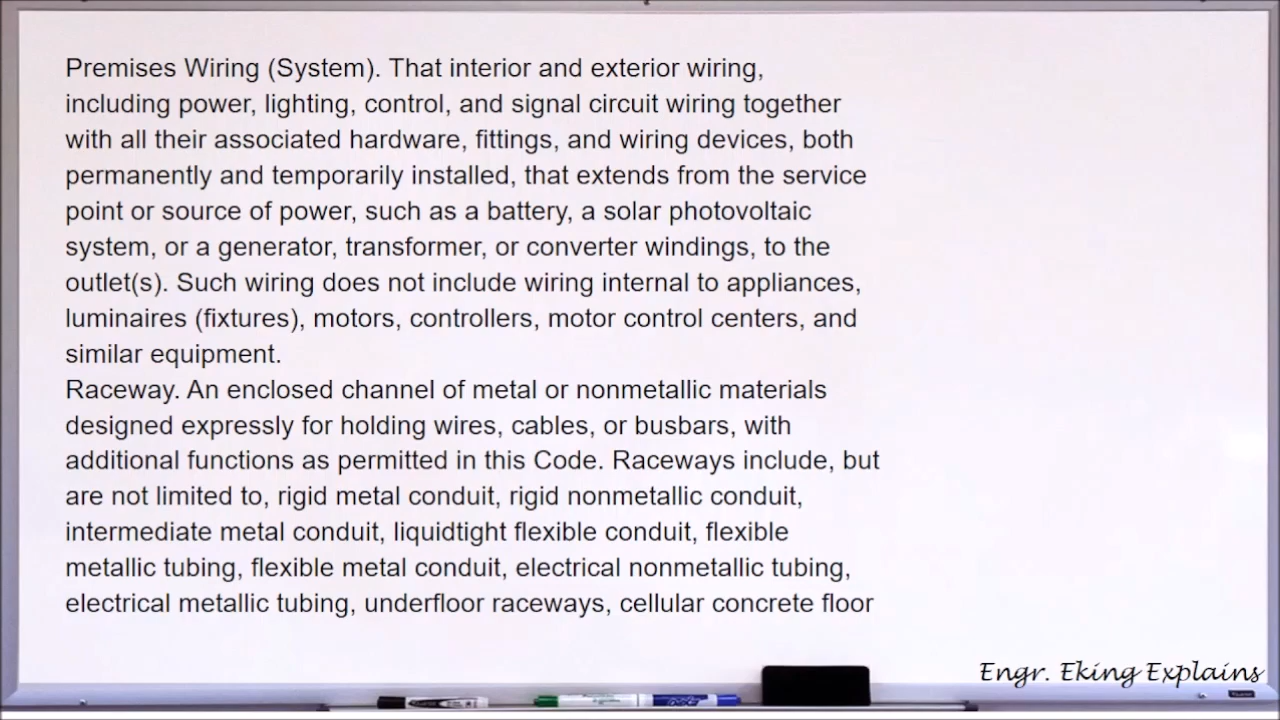 Premises Wiring (System). That interior and exterior wiring,
including power, lighting, control, and signal circuit wiring together
with all their associated hardware, fittings, and wiring devices, both
permanently and temporarily installed, that extends from the service
point or source of power, such as a battery, a solar photovoltaic
system, or a generator, transformer, or converter windings, to the
outlet(s). Such wiring does not include wiring internal to appliances,
luminaires (fixtures), motors, controllers, motor control centers, and
similar equipment.
Raceway. An enclosed channel of metal or nonmetallic materials
designed expressly for holding wires, cables, or busbars, with
additional functions as permitted in this Code. Raceways include, but
are not limited to, rigid metal conduit, rigid nonmetallic conduit,
intermediate metal conduit, liquidtight flexible conduit, flexible
metallic tubing, flexible metal conduit, electrical nonmetallic tubing,
electrical metallic tubing, underfloor raceways, cellular concrete floor
Engr. Eking Explains